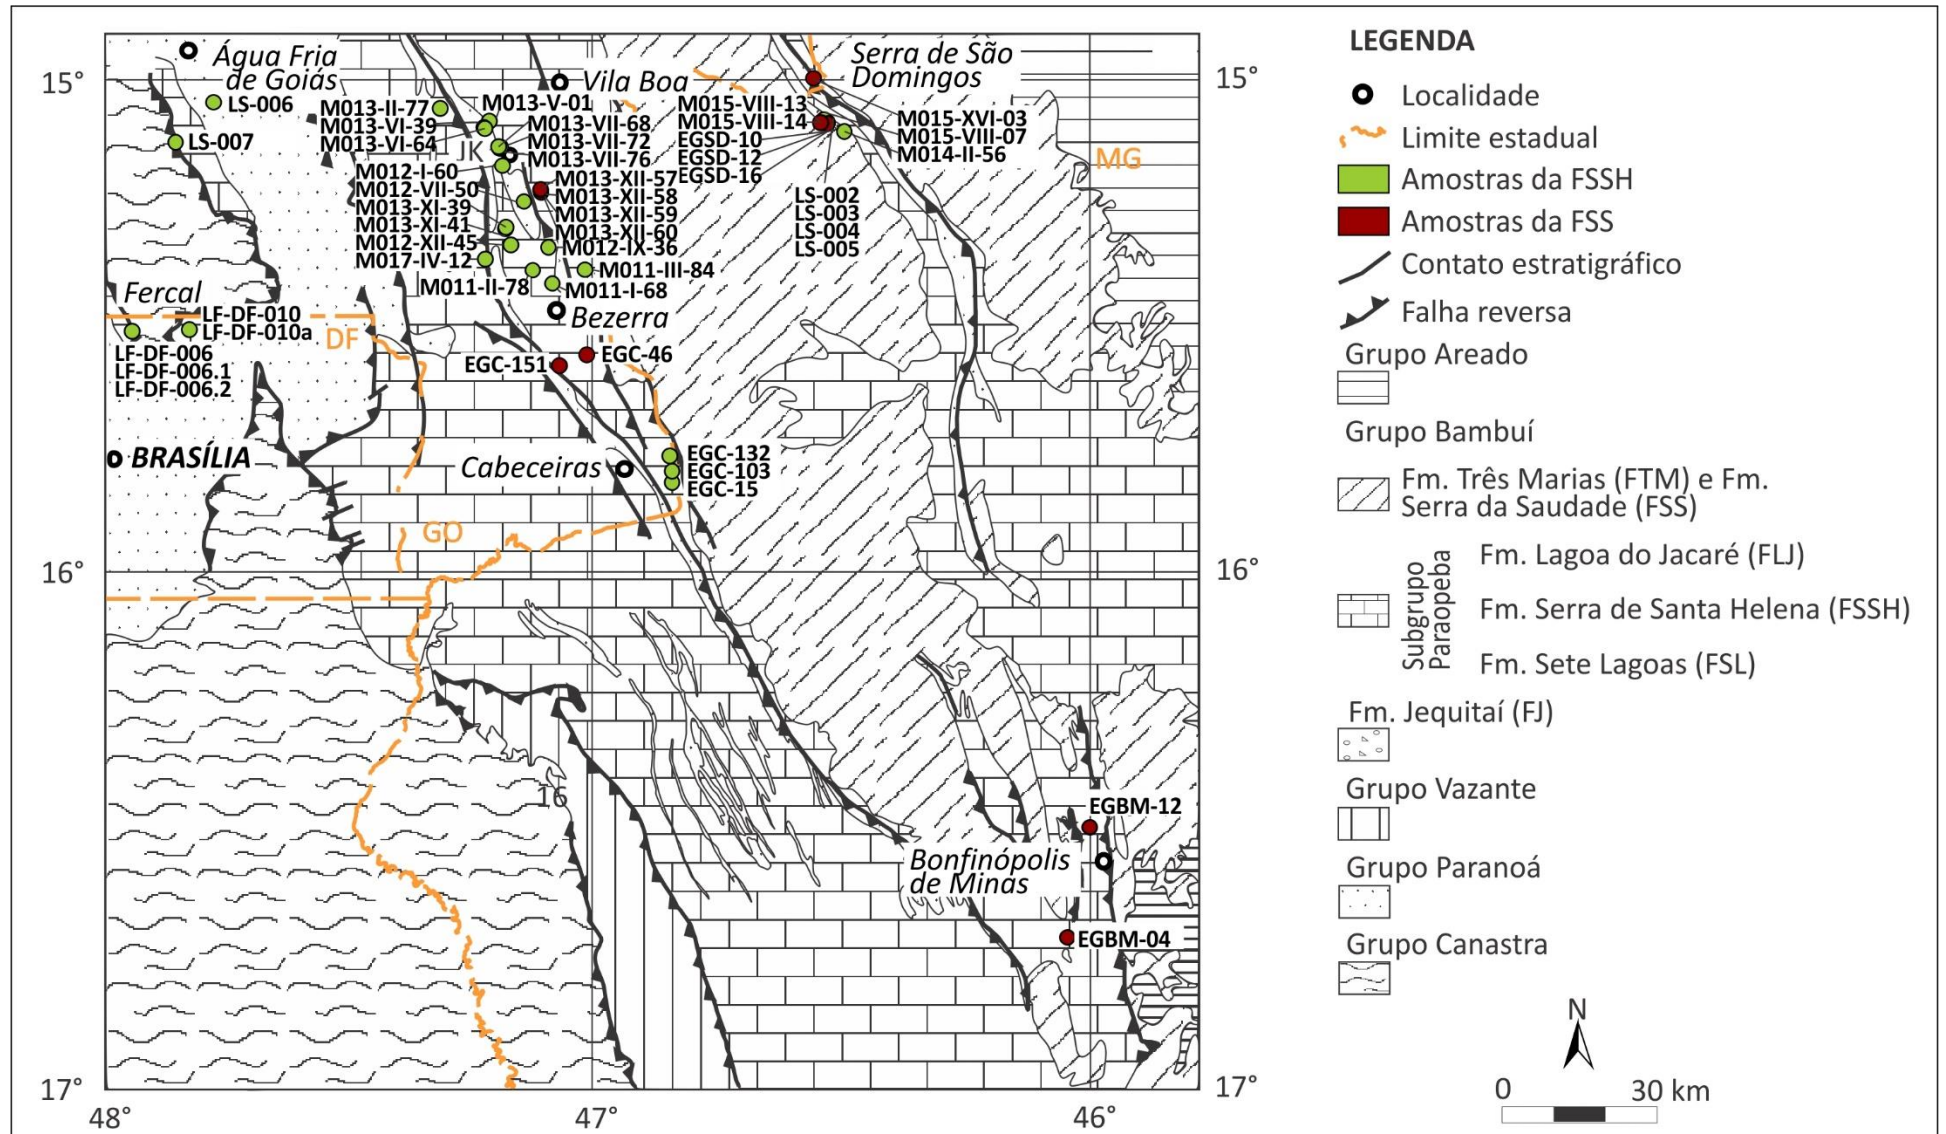 15°
15°
16°
16°
17°
17°
48°
47°
46°
Água Fria
de Goiás
LS-006
LS-007
M013-II-77
M013-VI-39
M013-VI-64
JK
Vila Boa
M013-V-01
M013-VII-68
M013-VII-72
M013-VII-76
M012-I-60
M012-VII-50
M013-XI-39
M013-XI-41
M012-XII-45
M017-IV-12
M013-XII-57
M013-XII-58
M013-XII-59
M013-XII-60
M012-IX-36
M011-III-84
M011-I-68
M011-II-78
Bezerra
Serra de São
Domingos
M015-VIII-13
M015-VIII-14
EGSD-10
EGSD-12
EGSD-16
M015-XVI-03
M015-VIII-07
M014-II-56
LS-002
LS-003
LS-004
LS-005
MG
Fercal
LF-DF-010
LF-DF-010a
DF
LF-DF-006
LF-DF-006.1
LF-DF-006.2
EGC-151
EGC-46
BRASÍLIA
Cabeceiras
EGC-132
EGC-103
EGC-15
GO
16
EGBM-12
Bonfinópolis
de Minas
EGBM-04
LEGENDA
Localidade
Limite estadual
Amostras da FSSH
Amostras da FSS
Contato estratigráfico
Falha reversa
Grupo Areado
Grupo Bambuí
Fm. Três Marias (FTM) e Fm.
Serra da Saudade (FSS)
Subgrupo
Paraopeba
Fm. Lagoa do Jacaré (FLJ)
Fm. Serra de Santa Helena (FSSH)
Fm. Sete Lagoas (FSL)
Fm. Jequitaí (FJ)
Grupo Vazante
Grupo Paranoá
Grupo Canastra
N
0 30 km